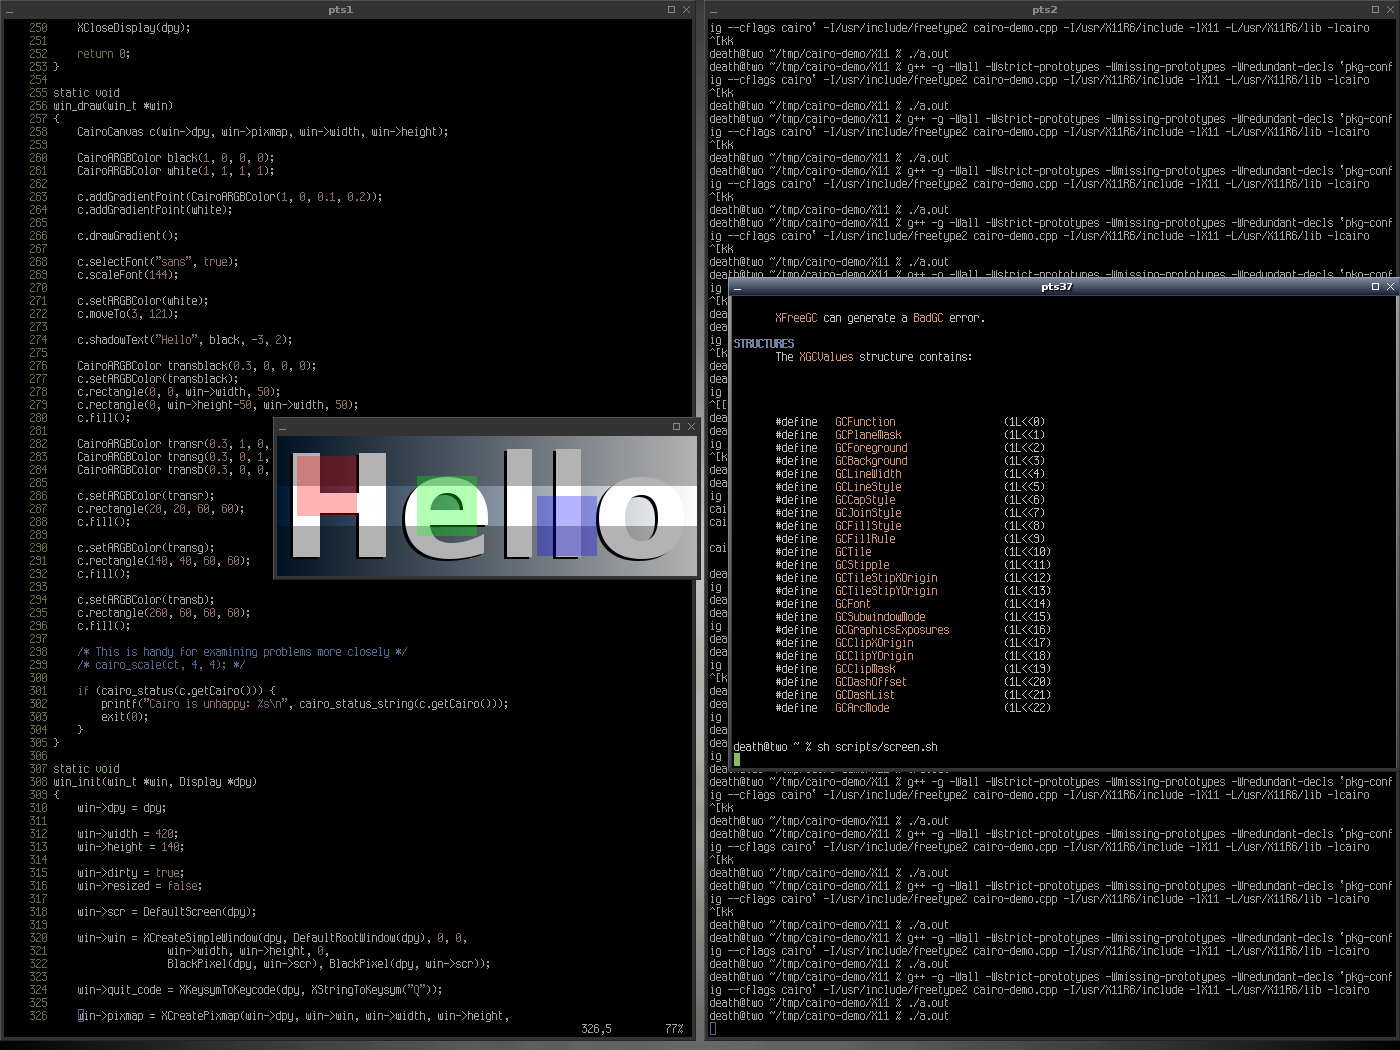 pts1
250 XCloseDisplay(dpy);
251
252 return 0;
253 }
254
255 static void
256 win_draw(win_t *win)
257 {
258 CairoCanvas c(win->dpy, win->pixmap, win->width, win->height);
259
260 CairoARGBColor black(1, 0, 0, 0);
261 CairoARGBColor white(1, 1, 1, 1);
262
263 c.addGradientPoint(CairoARGBColor(1, 0, 0.1, 0.2));
264 c.addGradientPoint(white);
265
266 c.drawGradient();
267
268 c.selectFont("sans", true);
269 c.scaleFont(144);
270
271 c.setARGBColor(white);
272 c.moveTo(3, 121);
273
274 c.shadowText("Hello", black, -3, 2);
275
276 CairoARGBColor transblack(0.3, 0, 0, 0);
277 c.setARGBColor(transblack);
278 c.rectangle(0, 0, win->width, 50);
279 c.rectangle(0, win->height-50, win->width, 50);
280 c.fill();
281
282 CairoARGBColor transr(0.3, 1, 0,
283 CairoARGBColor transg(0.3, 0, 1,
284 CairoARGBColor transb(0.3, 0, 0,
285
286 c.setARGBColor(transr);
287 c.rectangle(20, 20, 60, 60);
288 c.fill();
289
290 c.setARGBColor(transg);
291 c.rectangle(140, 40, 60, 60);
292 c.fill();
293
294 c.setARGBColor(transb);
295 c.rectangle(260, 60, 60, 60);
296 c.fill();
297
298 /* This is handy for examining problems more closely */
299 /* cairo_scale(ct, 4, 4); */
300
301 if (cairo_status(c.getCairo())) {
302 printf("Cairo is unhappy: %s\n", cairo_status_string(c.getCairo()));
303 exit(0);
304 }
305 }
306
307 static void
308 win_init(win_t *win, Display *dpy)
309 {
310 win->dpy = dpy;
311
312 win->width = 420;
313 win->height = 140;
314
315 win->dirty = true;
316 win->resized = false;
317
318 win->scr = DefaultScreen(dpy);
319
320 win->win = XCreateSimpleWindow(dpy, DefaultRootWindow(dpy), 0, 0,
321 win->width, win->height, 0,
322 BlackPixel(dpy, win->scr), BlackPixel(dpy, win->scr));
323
324 win->quit_code = XKeysymToKeycode(dpy, XStringToKeysym("Q"));
325
326 win->pixmap = XCreatePixmap(win->dpy, win->win, win->width, win->height,
326,5 77%
Hello
pts2
ig --cflags cairo` -I/usr/include/freetype2 cairo-demo.cpp -I/usr/X11R6/include -lX11 -L/usr/X11R6/lib -lcairo
^[kk
death@two ~/tmp/cairo-demo/X11 % ./a.out
death@two ~/tmp/cairo-demo/X11 % g++ -g -Wall -Wstrict-prototypes -Wmissing-prototypes -Wredundant-decls `pkg-conf
ig --cflags cairo` -I/usr/include/freetype2 cairo-demo.cpp -I/usr/X11R6/include -lX11 -L/usr/X11R6/lib -lcairo
^[kk
death@two ~/tmp/cairo-demo/X11 % ./a.out
death@two ~/tmp/cairo-demo/X11 % g++ -g -Wall -Wstrict-prototypes -Wmissing-prototypes -Wredundant-decls `pkg-conf
ig --cflags cairo` -I/usr/include/freetype2 cairo-demo.cpp -I/usr/X11R6/include -lX11 -L/usr/X11R6/lib -lcairo
^[kk
death@two ~/tmp/cairo-demo/X11 % ./a.out
death@two ~/tmp/cairo-demo/X11 % g++ -g -Wall -Wstrict-prototypes -Wmissing-prototypes -Wredundant-decls `pkg-conf
ig --cflags cairo` -I/usr/include/freetype2 cairo-demo.cpp -I/usr/X11R6/include -lX11 -L/usr/X11R6/lib -lcairo
^[kk
death@two ~/tmp/cairo-demo/X11 % ./a.out
death@two ~/tmp/cairo-demo/X11 % g++ -g -Wall -Wstrict-prototypes -Wmissing-prototypes -Wredundant-decls `pkg-conf
ig --cflags cairo` -I/usr/include/freetype2 cairo-demo.cpp -I/usr/X11R6/include -lX11 -L/usr/X11R6/lib -lcairo
^[kk
death@two ~/tmp/cairo-demo/X11 % ./a.out
death@two ~/tmp/cairo-demo/X11 % g++ -g -Wall -Wstrict-prototypes -Wmissing-prototypes -Wredundant-decls `pkg-conf
pts37
XFreeGC can generate a BadGC error.
STRUCTURES
The XGCValues structure contains:
#define GCFunction (1L<<0)
#define GCPlaneMask (1L<<1)
#define GCForeground (1L<<2)
#define GCBackground (1L<<3)
#define GCLineWidth (1L<<4)
#define GCLineStyle (1L<<5)
#define GCCapStyle (1L<<6)
#define GCJoinStyle (1L<<7)
#define GCFillStyle (1L<<8)
#define GCFillRule (1L<<9)
#define GCTile (1L<<10)
#define GCStipple (1L<<11)
#define GCTileStipXOrigin (1L<<12)
#define GCTileStipYOrigin (1L<<13)
#define GCFont (1L<<14)
#define GCSubwindowMode (1L<<15)
#define GCGraphicsExposures (1L<<16)
#define GCClipXOrigin (1L<<17)
#define GCClipYOrigin (1L<<18)
#define GCClipMask (1L<<19)
#define GCDashOffset (1L<<20)
#define GCDashList (1L<<21)
#define GCArcMode (1L<<22)
death@two ~ % sh scripts/screen.sh
death@two ~/tmp/cairo-demo/X11 % g++ -g -Wall -Wstrict-prototypes -Wmissing-prototypes -Wredundant-decls `pkg-conf
ig --cflags cairo` -I/usr/include/freetype2 cairo-demo.cpp -I/usr/X11R6/include -lX11 -L/usr/X11R6/lib -lcairo
^[kk
death@two ~/tmp/cairo-demo/X11 % ./a.out
death@two ~/tmp/cairo-demo/X11 % g++ -g -Wall -Wstrict-prototypes -Wmissing-prototypes -Wredundant-decls `pkg-conf
ig --cflags cairo` -I/usr/include/freetype2 cairo-demo.cpp -I/usr/X11R6/include -lX11 -L/usr/X11R6/lib -lcairo
^[kk
death@two ~/tmp/cairo-demo/X11 % ./a.out
death@two ~/tmp/cairo-demo/X11 % g++ -g -Wall -Wstrict-prototypes -Wmissing-prototypes -Wredundant-decls `pkg-conf
ig --cflags cairo` -I/usr/include/freetype2 cairo-demo.cpp -I/usr/X11R6/include -lX11 -L/usr/X11R6/lib -lcairo
^[kk
death@two ~/tmp/cairo-demo/X11 % ./a.out
death@two ~/tmp/cairo-demo/X11 % g++ -g -Wall -Wstrict-prototypes -Wmissing-prototypes -Wredundant-decls `pkg-conf
ig --cflags cairo` -I/usr/include/freetype2 cairo-demo.cpp -I/usr/X11R6/include -lX11 -L/usr/X11R6/lib -lcairo
death@two ~/tmp/cairo-demo/X11 % ./a.out
death@two ~/tmp/cairo-demo/X11 % g++ -g -Wall -Wstrict-prototypes -Wmissing-prototypes -Wredundant-decls `pkg-conf
ig --cflags cairo` -I/usr/include/freetype2 cairo-demo.cpp -I/usr/X11R6/include -lX11 -L/usr/X11R6/lib -lcairo
death@two ~/tmp/cairo-demo/X11 % ./a.out
death@two ~/tmp/cairo-demo/X11 % ./a.out